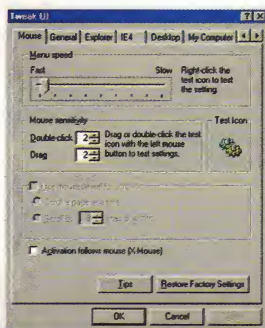 Tweak UI
Mouse General Explorer IE4 Desktop My Computer
Menu speed
Fast Slow
Right-click the
test icon to test
the setting.
Mouse sensitivity
Double-click 2
Drag 2
Drag or double-click the test
icon with the left mouse
button to test settings.
Test Icon
Activation follows mouse (X-Mouse)
Tips Restore Factory Settings
OK Cancel